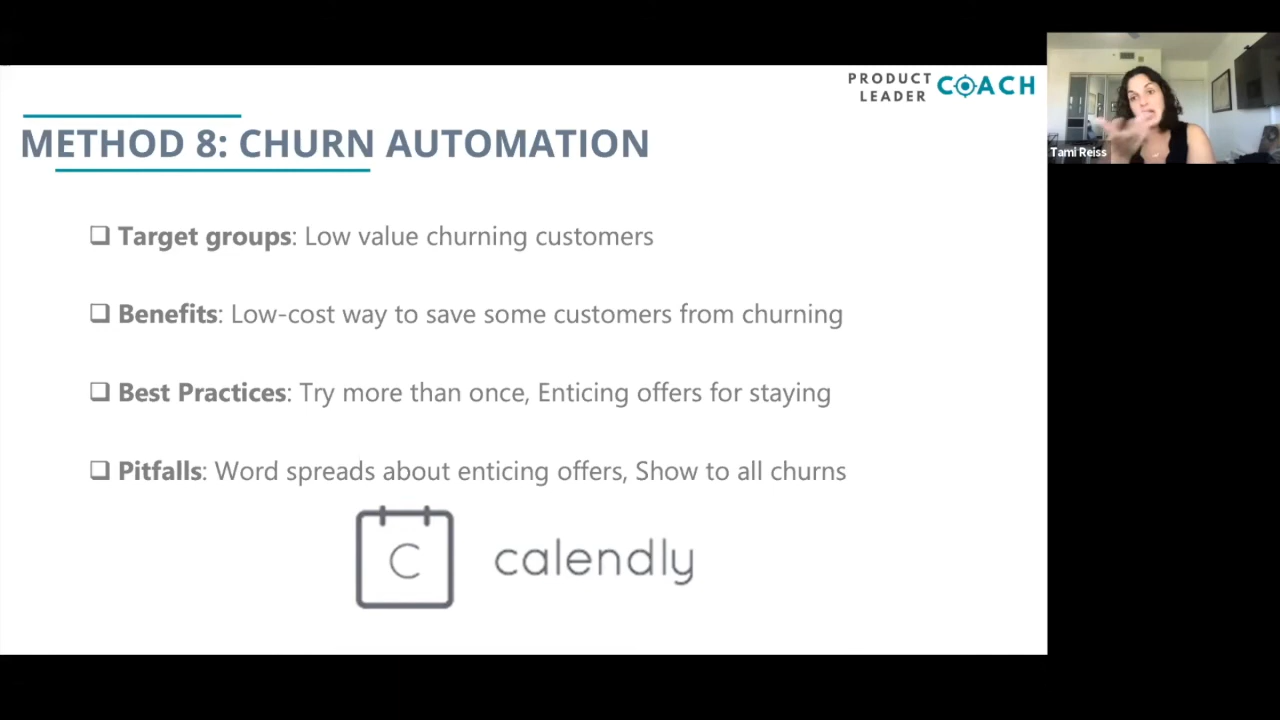 PRODUCT
LEADER COACH
METHOD 8: CHURN AUTOMATION
Tami Reiss
❑ Target groups: Low value churning customers
❑ Benefits: Low-cost way to save some customers from churning
❑ Best Practices: Try more than once, Enticing offers for staying
❑ Pitfalls: Word spreads about enticing offers, Show to all churns
C calendly